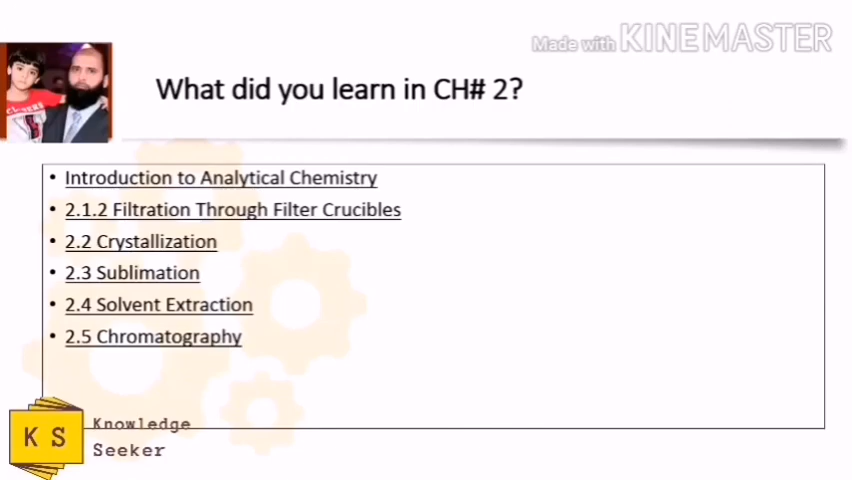 Made with KINEMASTER
What did you learn in CH# 2?
• Introduction to Analytical Chemistry
• 2.1.2 Filtration Through Filter Crucibles
• 2.2 Crystallization
• 2.3 Sublimation
• 2.4 Solvent Extraction
• 2.5 Chromatography
K S
Knowledge
Seeker